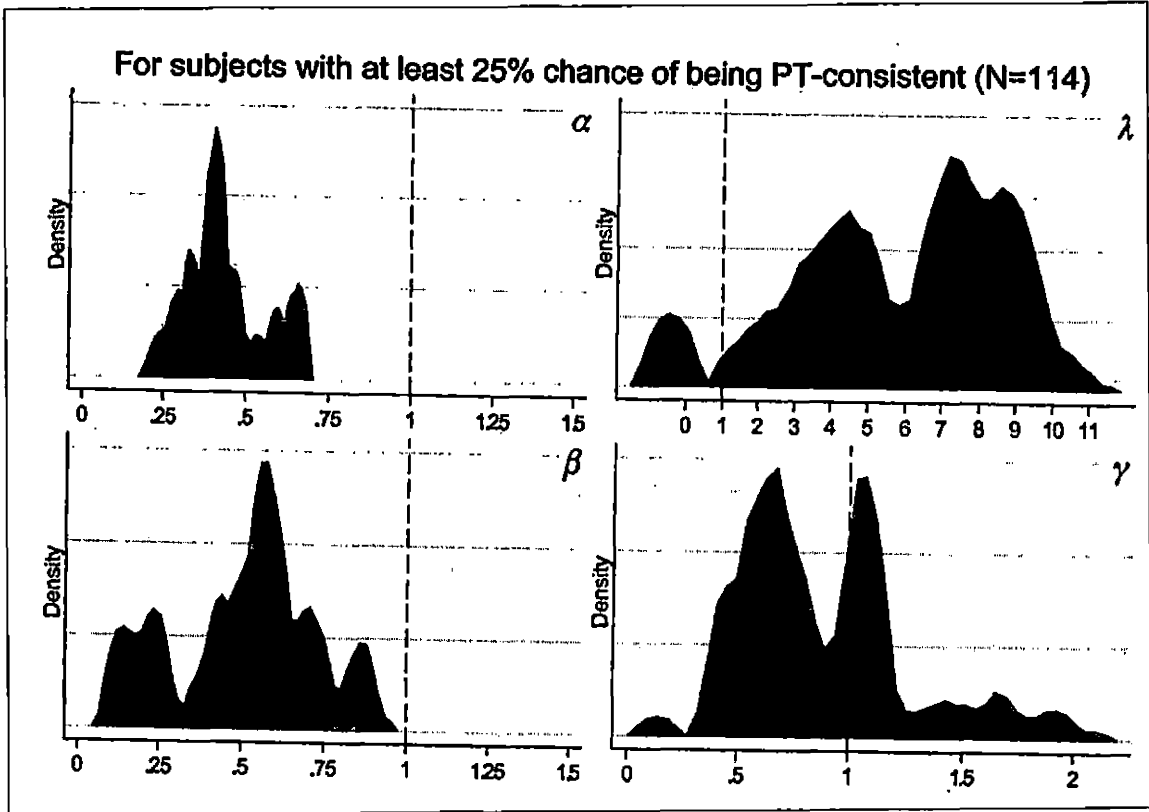 For subjects with at least 25% chance of being PT-consistent (N=114)
α
Density
0 .25 .5 .75 1 1.25 1.5
λ
Density
0 1 2 3 4 5 6 7 8 9 10 11
β
Density
0 .25 .5 .75 1 1.25 1.5
γ
Density
0 .5 1 1.5 2